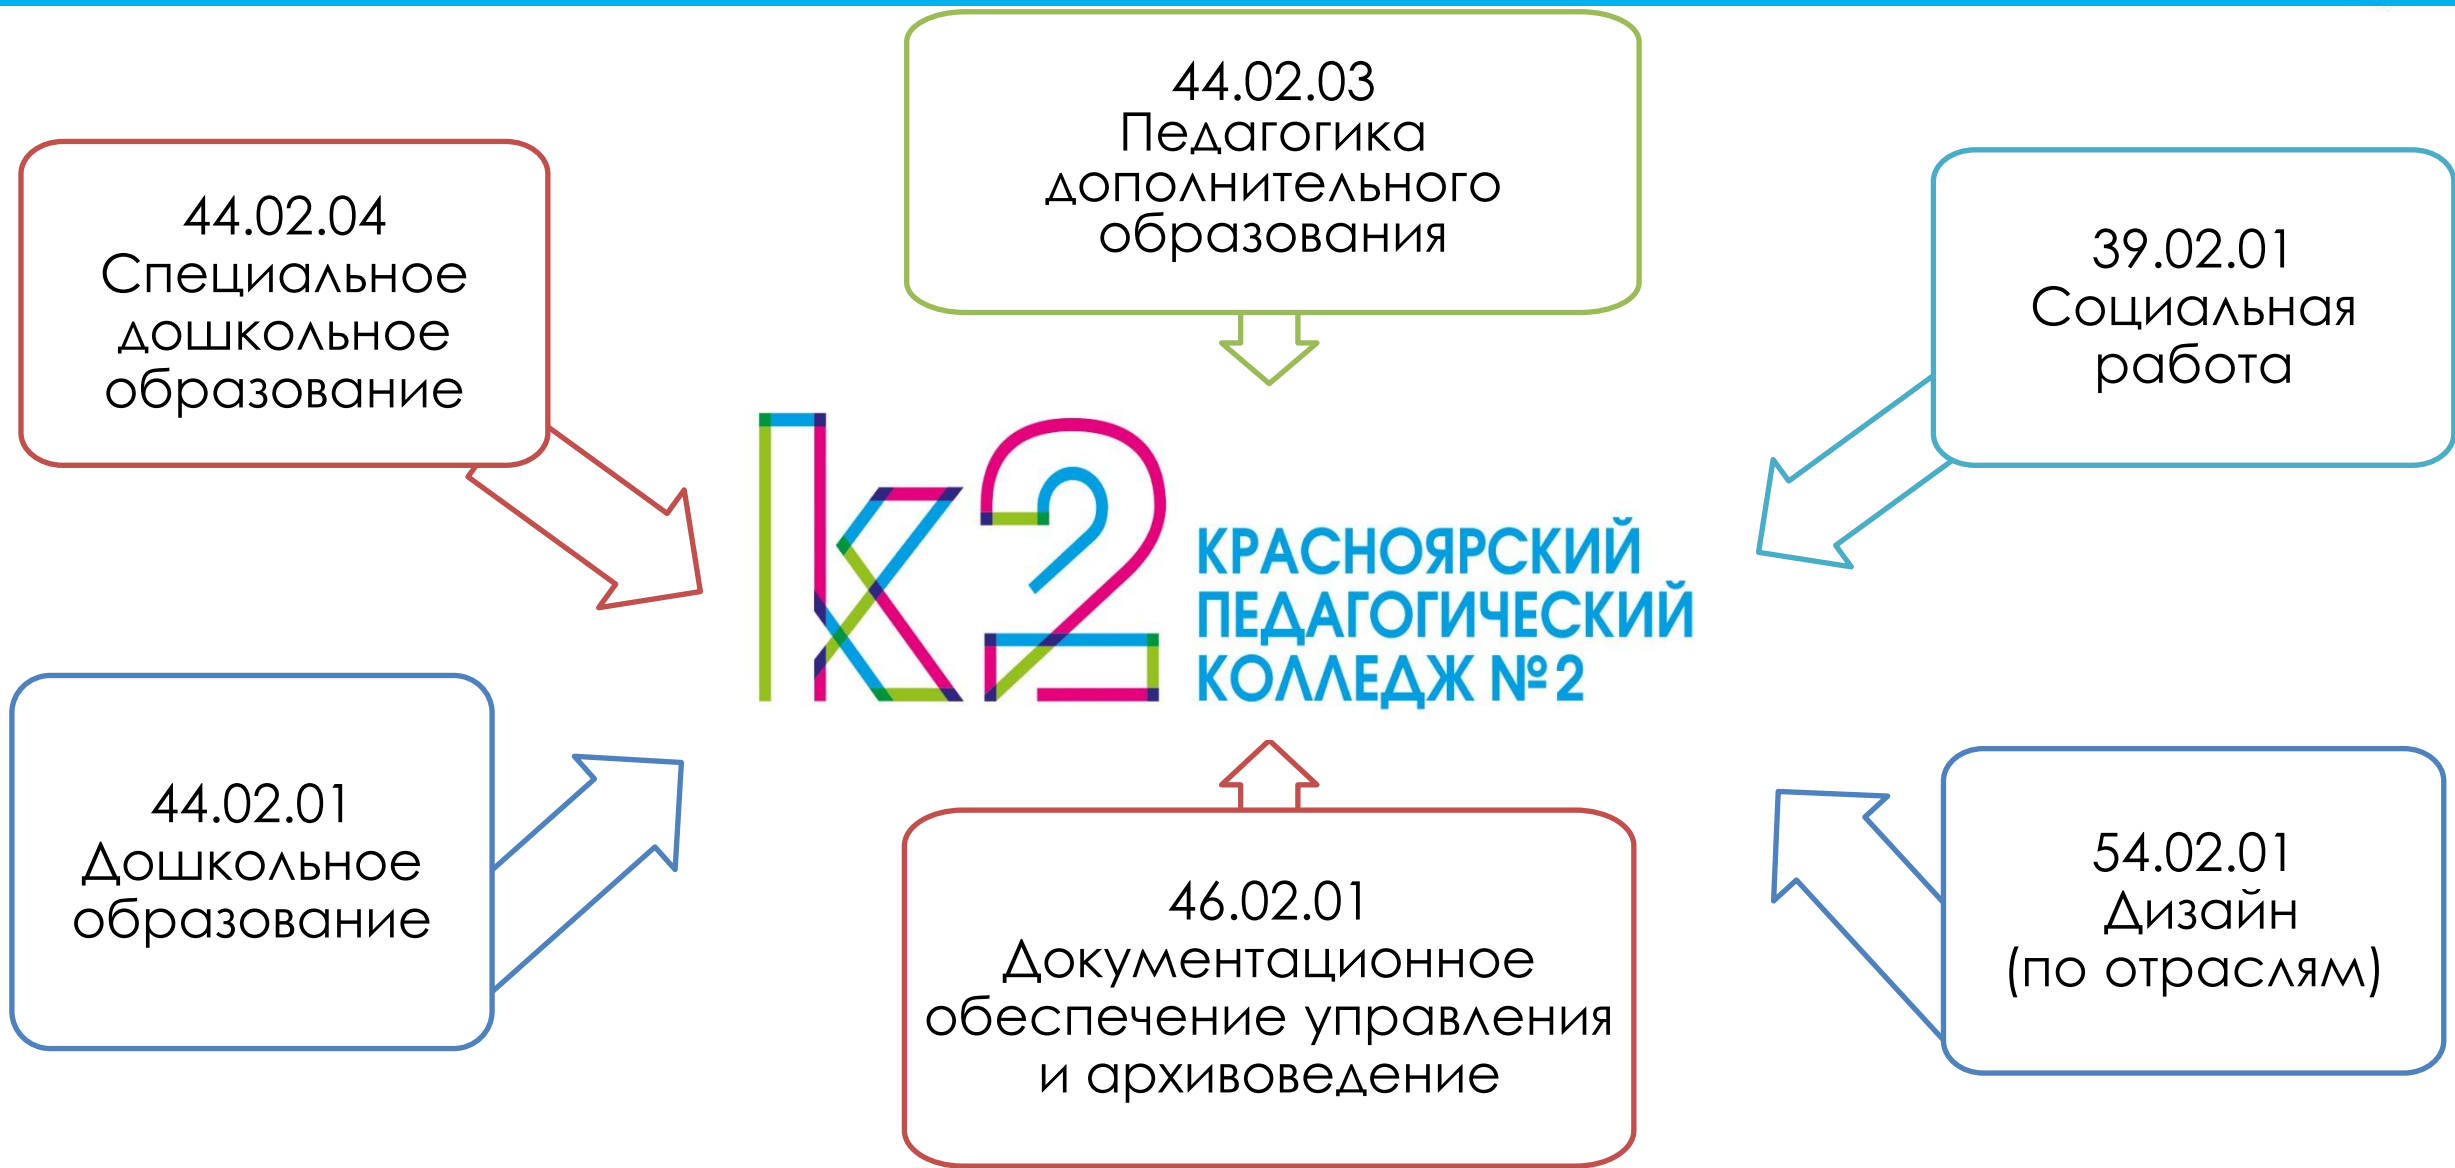 44.02.03
Педагогика
дополнительного
образования
44.02.04
Специальное
дошкольное
образование
39.02.01
Социальная
работа
к2
КРАСНОЯРСКИЙ
ПЕДАГОГИЧЕСКИЙ
КОЛЛЕДЖ №2
44.02.01
Дошкольное
образование
46.02.01
Документационное
обеспечение управления
и архивоведение
54.02.01
Дизайн
(по отраслям)